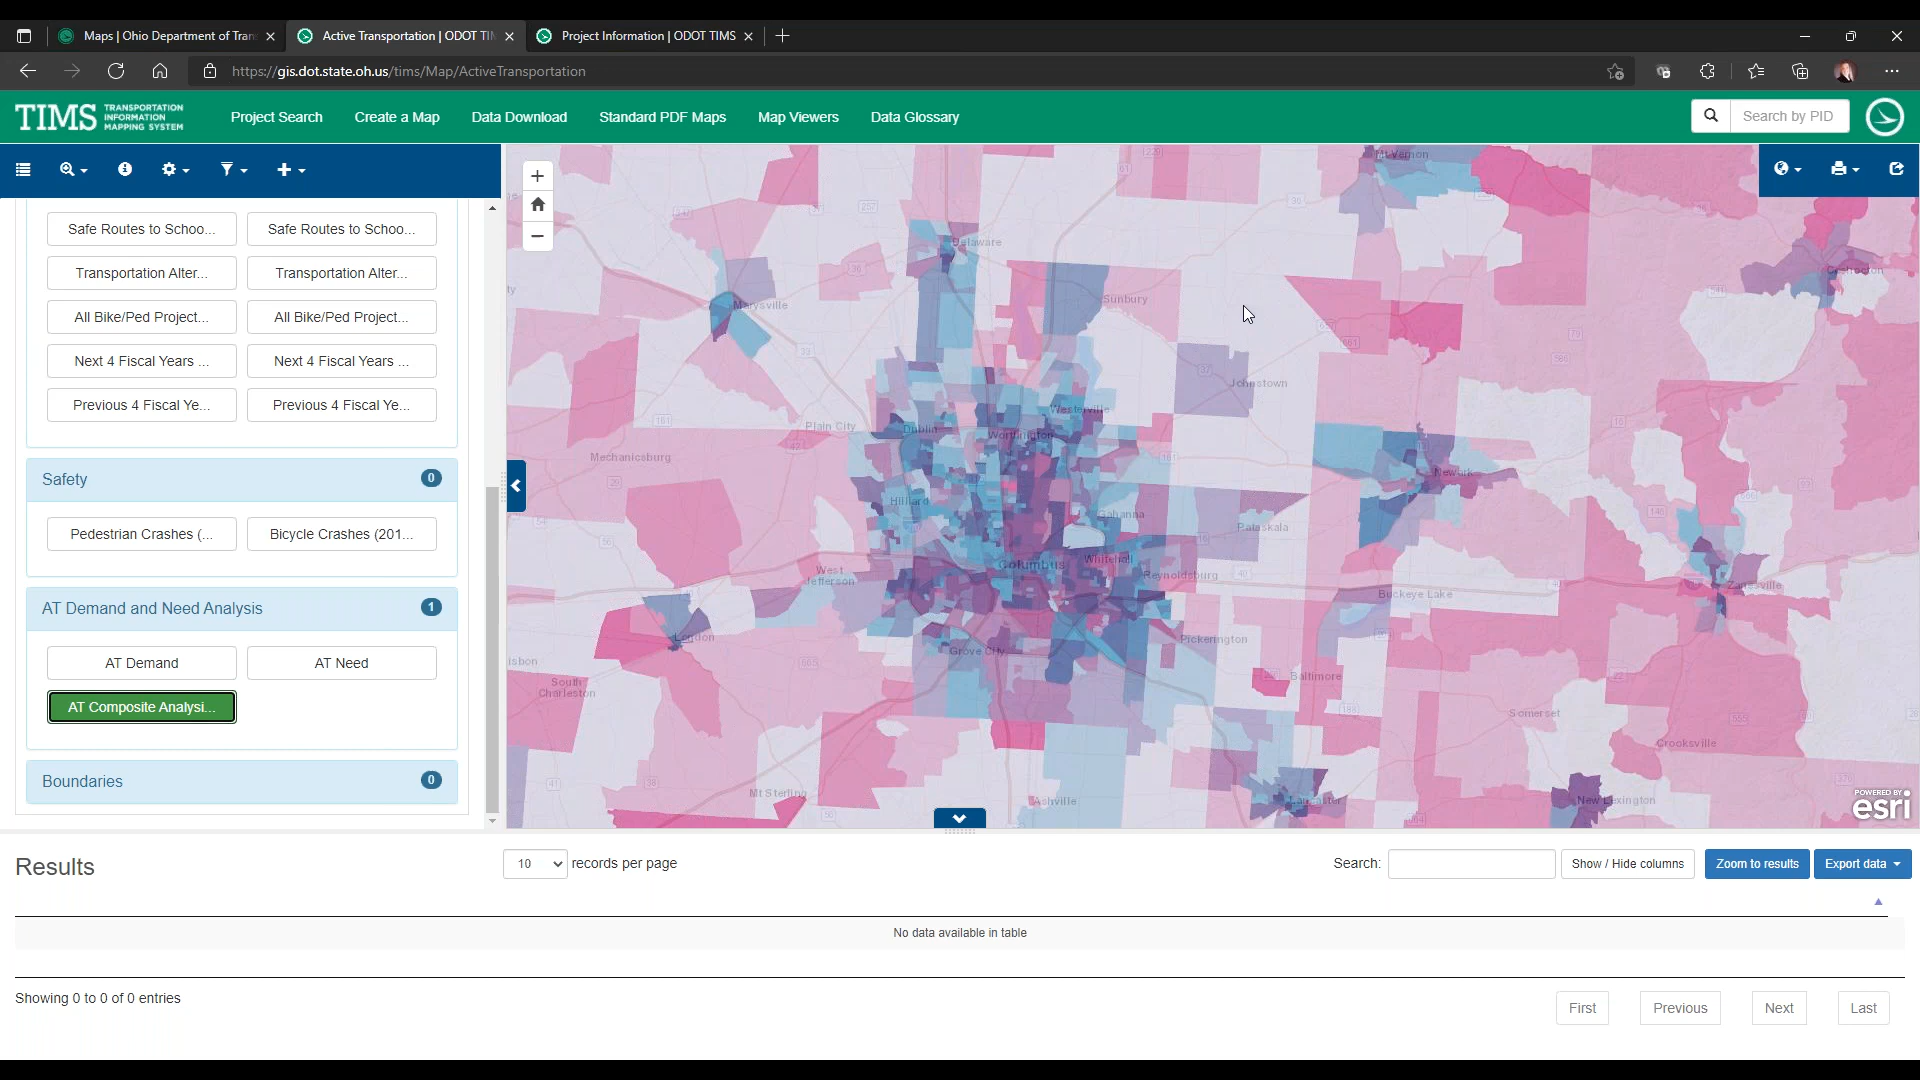 Maps | Ohio Department of Tran
Active Transportation | ODOT TIM
Project Information | ODOT TIMS
https://gis.dot.state.oh.us/tims/Map/ActiveTransportation
TIMS TRANSPORTATION INFORMATION MAPPING SYSTEM
Project Search
Create a Map
Data Download
Standard PDF Maps
Map Viewers
Data Glossary
Search by PID
Safe Routes to Schoo...
Safe Routes to Schoo...
Transportation Alter...
Transportation Alter...
All Bike/Ped Project...
All Bike/Ped Project...
Next 4 Fiscal Years ...
Next 4 Fiscal Years ...
Previous 4 Fiscal Ye...
Previous 4 Fiscal Ye...
Safety
0
Pedestrian Crashes (...
Bicycle Crashes (201...
AT Demand and Need Analysis
1
AT Demand
AT Need
AT Composite Analysi...
Boundaries
0
Mt Vernon
Delaware
Coshocton
Marysville
Sunbury
Johnstown
Westerville
Plain City
Dublin
Worthington
Mechanicsburg
Newark
Hilliard
Gahanna
Pataskala
Columbus
Whitehall
West
Jefferson
Reynoldsburg
Zanesville
Buckeye Lake
London
Pickerington
Grove City
isbon
South
Charleston
Baltimore
Somerset
Crooksville
Mt Sterling
Ashville
Lancaster
New Lexington
POWERED BY
esri
Results
10
records per page
Search:
Show / Hide columns
Zoom to results
Export data
No data available in table
Showing 0 to 0 of 0 entries
First
Previous
Next
Last